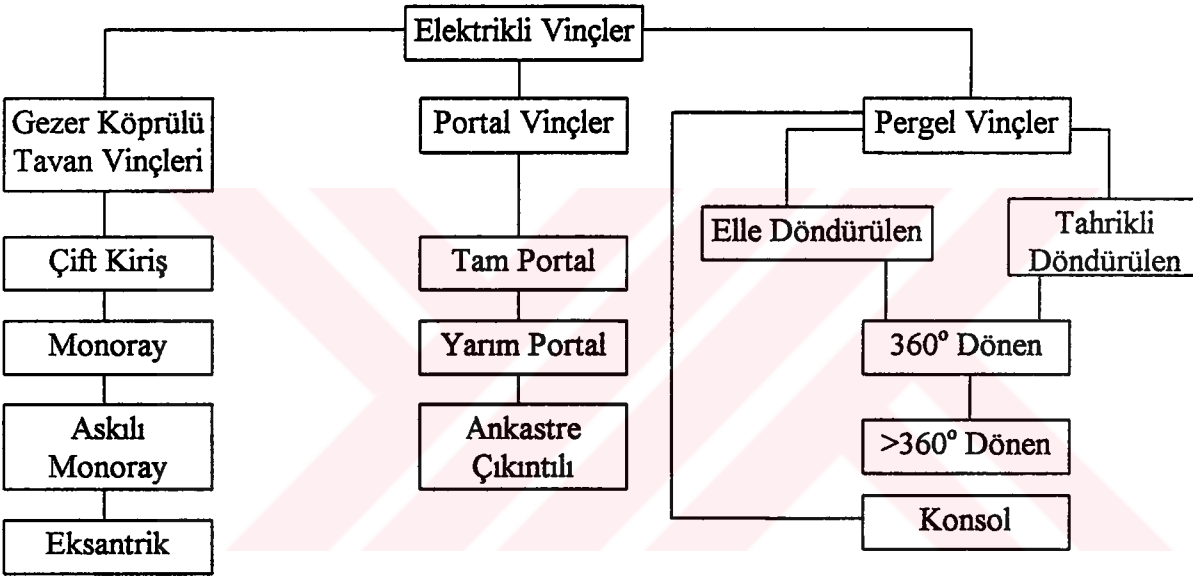 Elektrikli Vinçler
Gezer Köprülü
Tavan Vinçleri
Çift Kiriş
Monoray
Askılı
Monoray
Eksantrik
Portal Vinçler
Tam Portal
Yarım Portal
Ankastre
Çıkıntılı
Pergel Vinçler
Elle Döndürülen
Tahrikli
Döndürülen
360° Dönen
>360° Dönen
Konsol